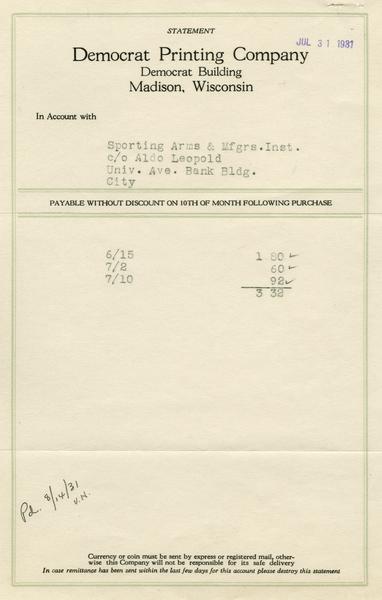 STATEMENT
JUL 31 1931
Democrat Printing Company
Democrat Building
Madison, Wisconsin
In Account with
Sporting Arms & Mfgrs.Inst.
c/o Aldo Leopold
Univ. Ave. Bank Bldg.
City
PAYABLE WITHOUT DISCOUNT ON 10TH OF MONTH FOLLOWING PURCHASE
6/15 1 80 ✓
7/2 60 ✓
7/10 92 ✓
3 32
Pd. 8/14/31
V.N.
Currency or coin must be sent by express or registered mail, other-
wise this Company will not be responsible for its safe delivery
In case remittance has been sent within the last few days for this account please destroy this statement